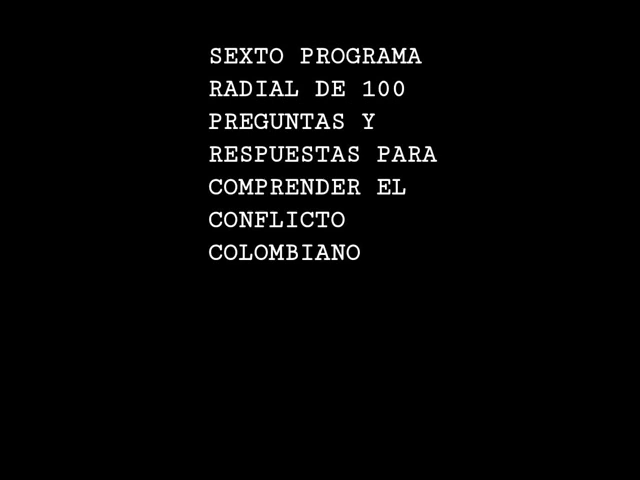 SEXTO PROGRAMA
RADIAL DE 100
PREGUNTAS Y
RESPUESTAS PARA
COMPRENDER EL
CONFLICTO
COLOMBIANO